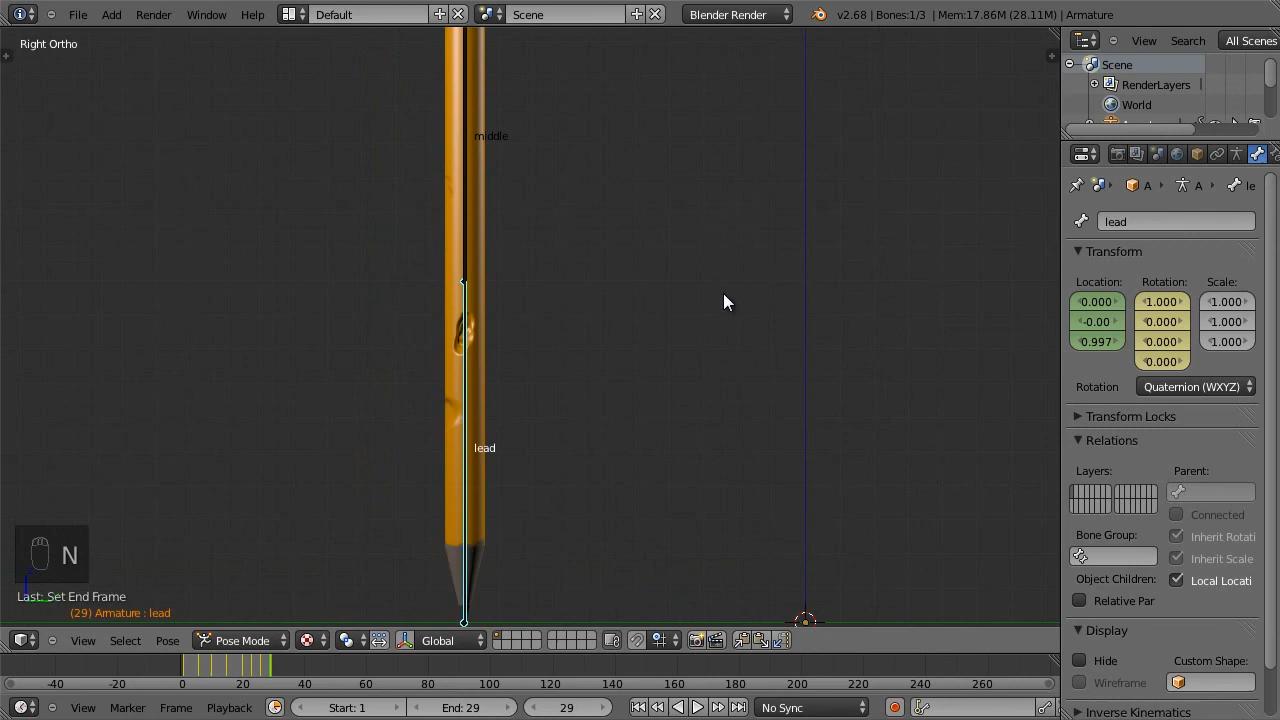 File Add Render Window Help Default Scene Blender Render v2.68 | Bones:1/3 | Mem:17.86M (28.11M) | Armature
Right Ortho
View Search All Scenes
Scene
RenderLayers
World
middle
A A le
lead
Transform
Location: Rotation: Scale:
0.000 1.000 1.000
-0.00 0.000 1.000
0.997 0.000 1.000
0.000
Rotation Quaternion (WXYZ)
Transform Locks
Relations
lead
Layers: Parent:
Connected
Bone Group: Inherit Rotati
Inherit Scale
Object Children: Local Locati
Relative Par
N
Last: Set End Frame
(29) Armature : lead
Display
View Select Pose Pose Mode Global
Hide Custom Shape:
Wireframe
-40 -20 0 20 40 60 80 100 120 140 160 180 200 220 240 260
View Marker Frame Playback Start: 1 End: 29 29 No Sync
Inverse Kinematics